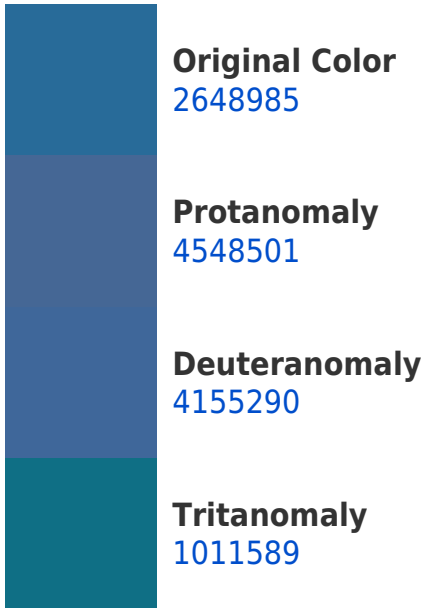 Original Color
2648985
Protanomaly
4548501
Deuteranomaly
4155290
Tritanomaly
1011589